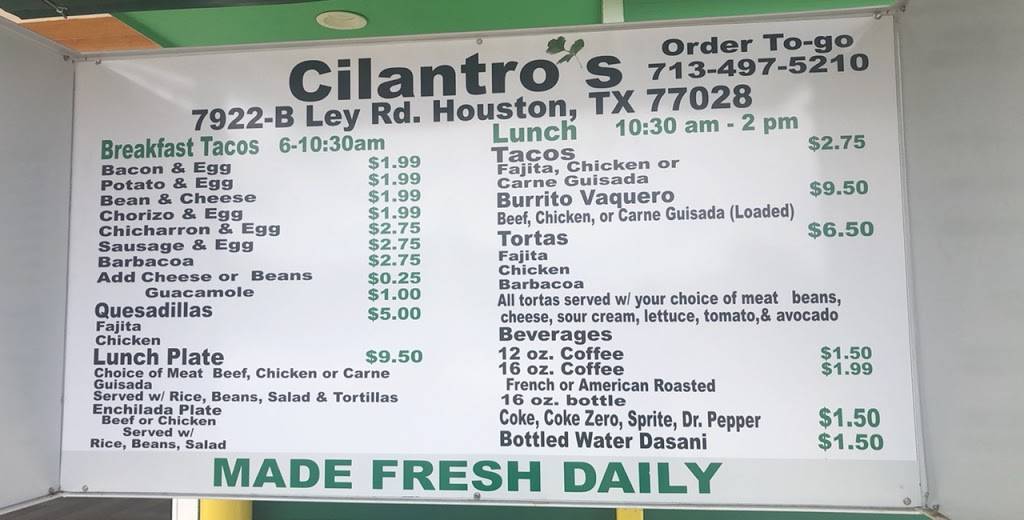 Cilantro's
Order To-go
713-497-5210
7922-B Ley Rd. Houston, TX 77028
Breakfast Tacos 6-10:30am
Bacon & Egg $1.99
Potato & Egg $1.99
Bean & Cheese $1.99
Chorizo & Egg $1.99
Chicharron & Egg $2.75
Sausage & Egg $2.75
Barbacoa $2.75
Add Cheese or Beans $0.25
Guacamole $1.00
Quesadillas $5.00
Fajita
Chicken
Lunch Plate $9.50
Choice of Meat Beef, Chicken or Carne
Guisada
Served w/ Rice, Beans, Salad & Tortillas
Enchilada Plate
Beef or Chicken
Served w/
Rice, Beans, Salad
Lunch 10:30 am - 2 pm
Tacos $2.75
Fajita, Chicken or
Carne Guisada
Burrito Vaquero $9.50
Beef, Chicken, or Carne Guisada (Loaded)
Tortas $6.50
Fajita
Chicken
Barbacoa
All tortas served w/ your choice of meat beans,
cheese, sour cream, lettuce, tomato,& avocado
Beverages
12 oz. Coffee $1.50
16 oz. Coffee $1.99
French or American Roasted
16 oz. bottle
Coke, Coke Zero, Sprite, Dr. Pepper $1.50
Bottled Water Dasani $1.50
MADE FRESH DAILY